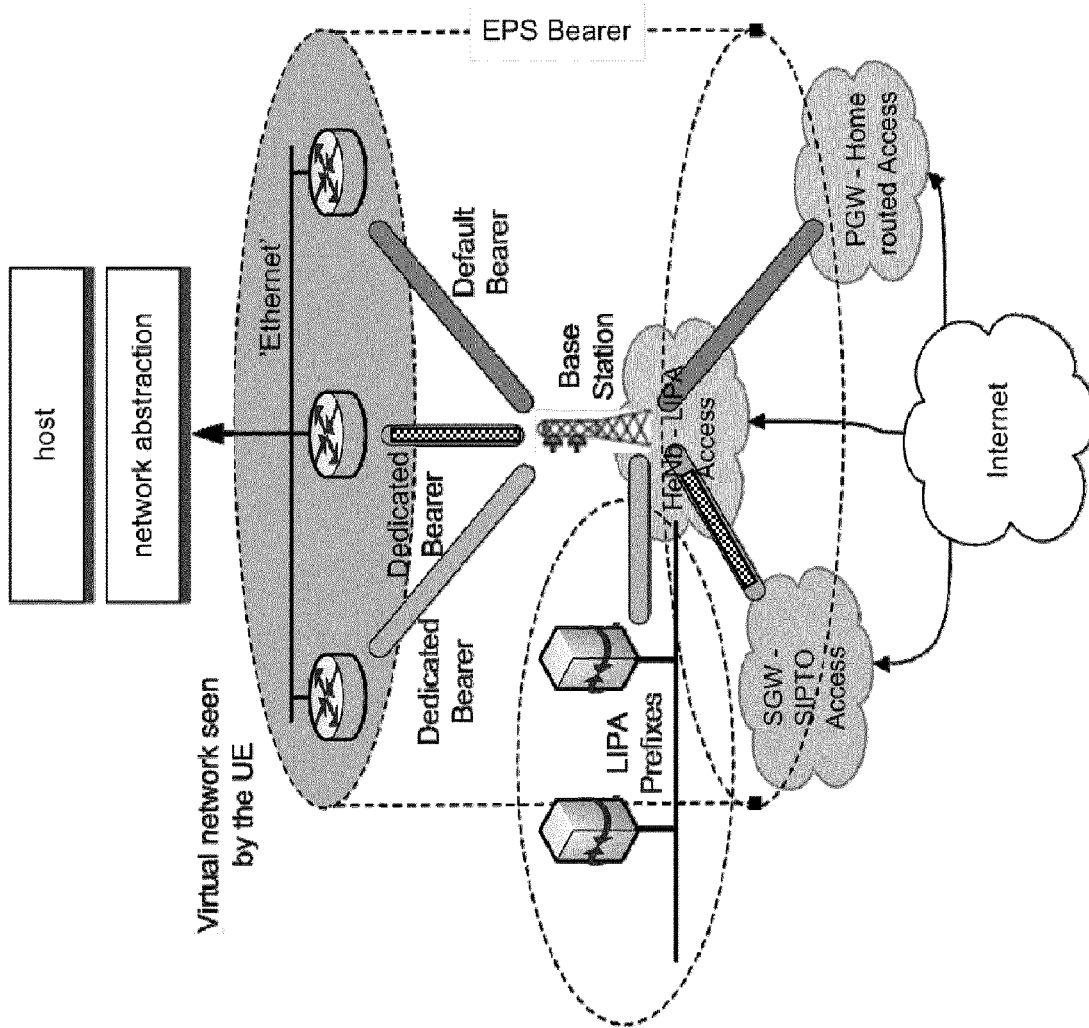 host
network abstraction
Virtual network seen
by the UE
'Ethernet'
EPS Bearer
Dedicated
Bearer
Dedicated
Bearer
Default
Bearer
Base
Station
LIPA
Prefixes
HeNb - LIPA
Access
SGW -
SIPTO
Access
PGW - Home
routed Access
Internet